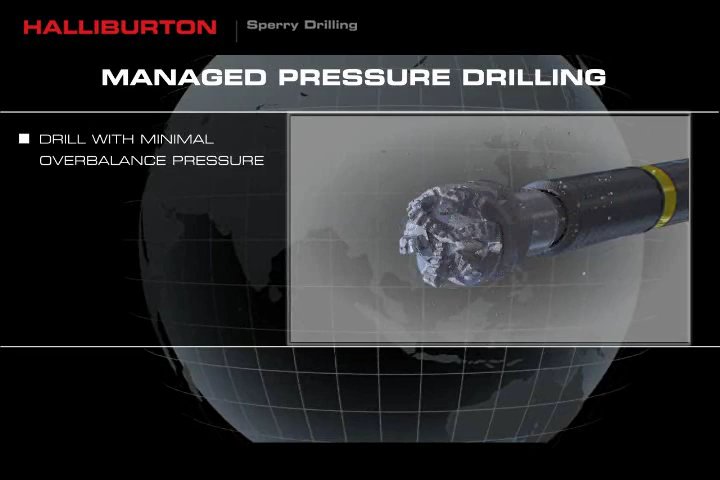 HALLIBURTON
Sperry Drilling
MANAGED PRESSURE DRILLING
DRILL WITH MINIMAL
OVERBALANCE PRESSURE